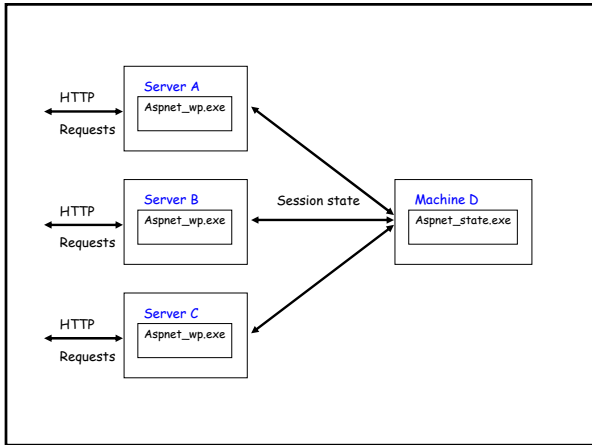 Server A
HTTP
Aspnet_wp.exe
Requests
Server B
HTTP
Aspnet_wp.exe
Requests
Session state
Machine D
Aspnet_state.exe
Server C
HTTP
Aspnet_wp.exe
Requests